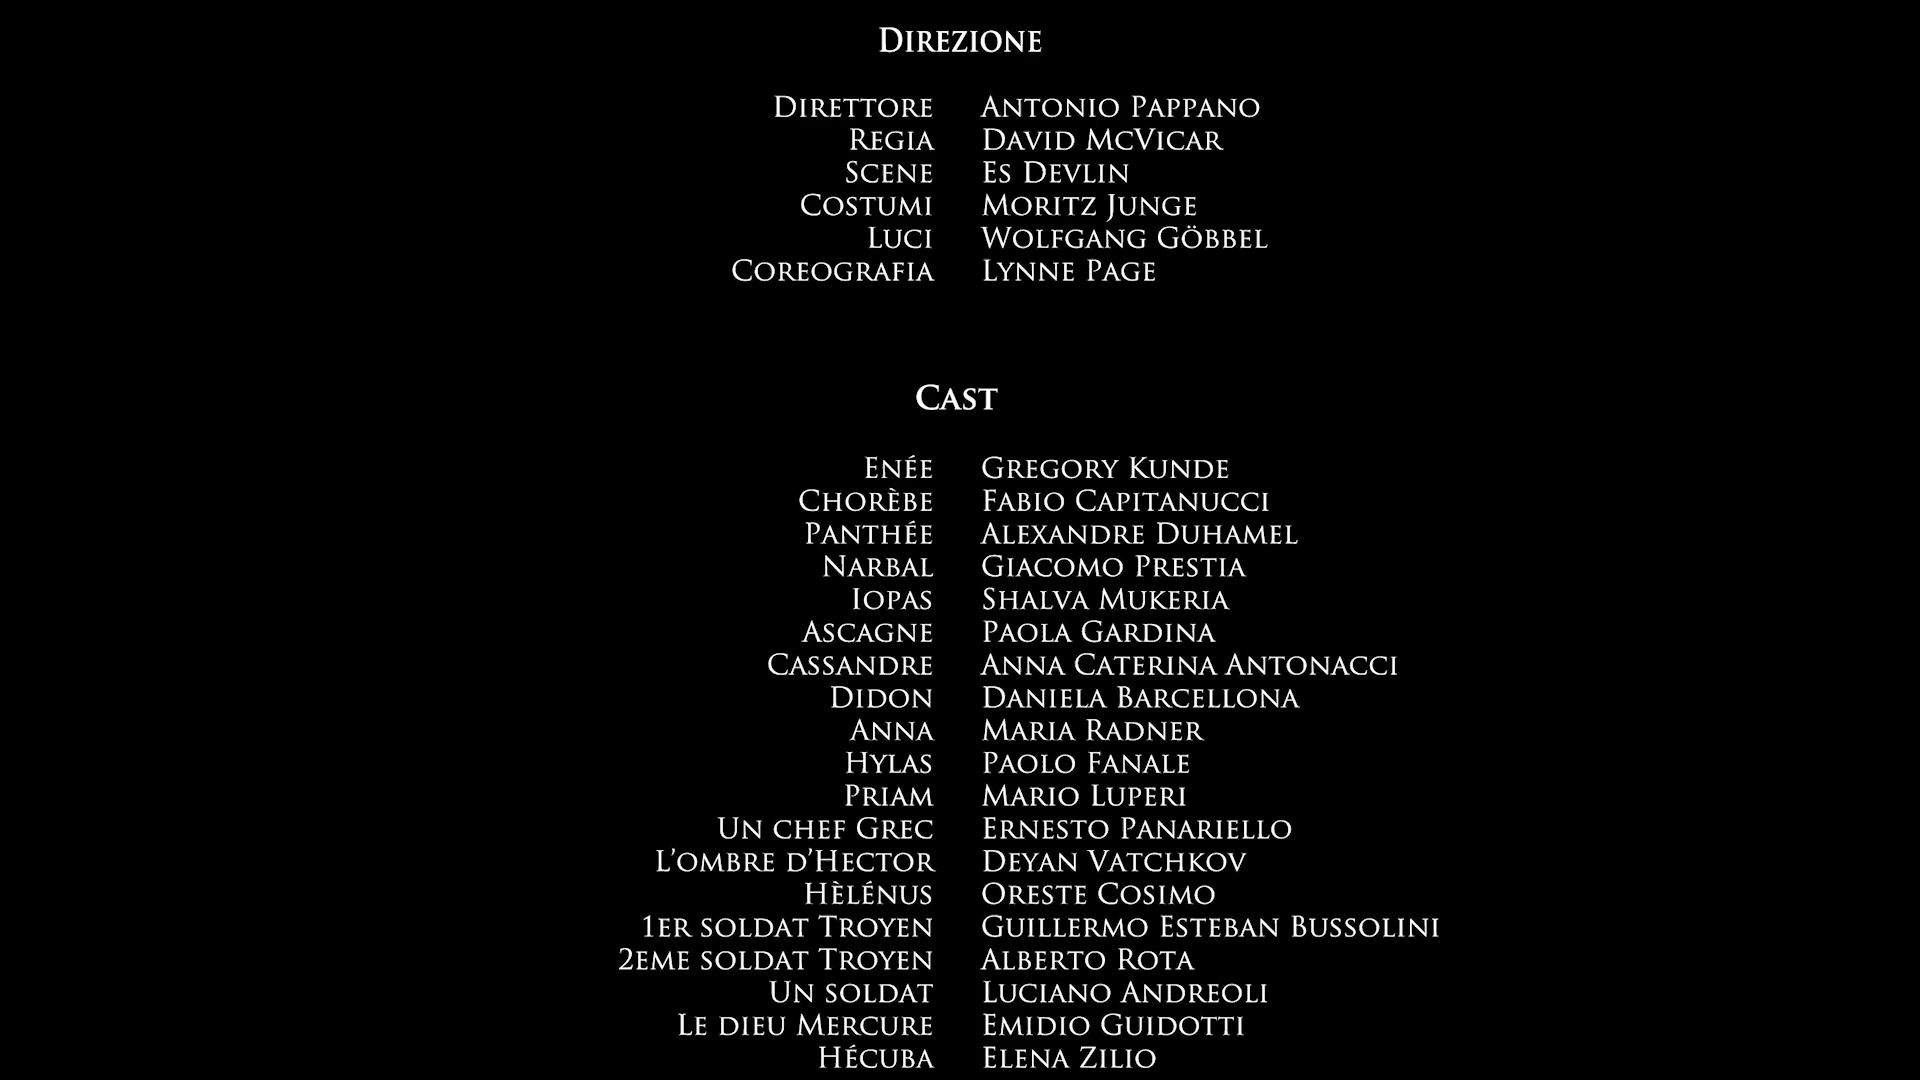 Direzione
Direttore Antonio Pappano
Regia David McVicar
Scene Es Devlin
Costumi Moritz Junge
Luci Wolfgang Göbbel
Coreografia Lynne Page
Cast
Enée Gregory Kunde
Chorèbe Fabio Capitanucci
Panthée Alexandre Duhamel
Narbal Giacomo Prestia
Iopas Shalva Mukeria
Ascagne Paola Gardina
Cassandre Anna Caterina Antonacci
Didon Daniela Barcellona
Anna Maria Radner
Hylas Paolo Fanale
Priam Mario Luperi
Un chef Grec Ernesto Panariello
L’ombre d’Hector Deyan Vatchkov
Hèlénus Oreste Cosimo
1er soldat Troyen Guillermo Esteban Bussolini
2eme soldat Troyen Alberto Rota
Un soldat Luciano Andreoli
Le dieu Mercure Emidio Guidotti
Hécuba Elena Zilio